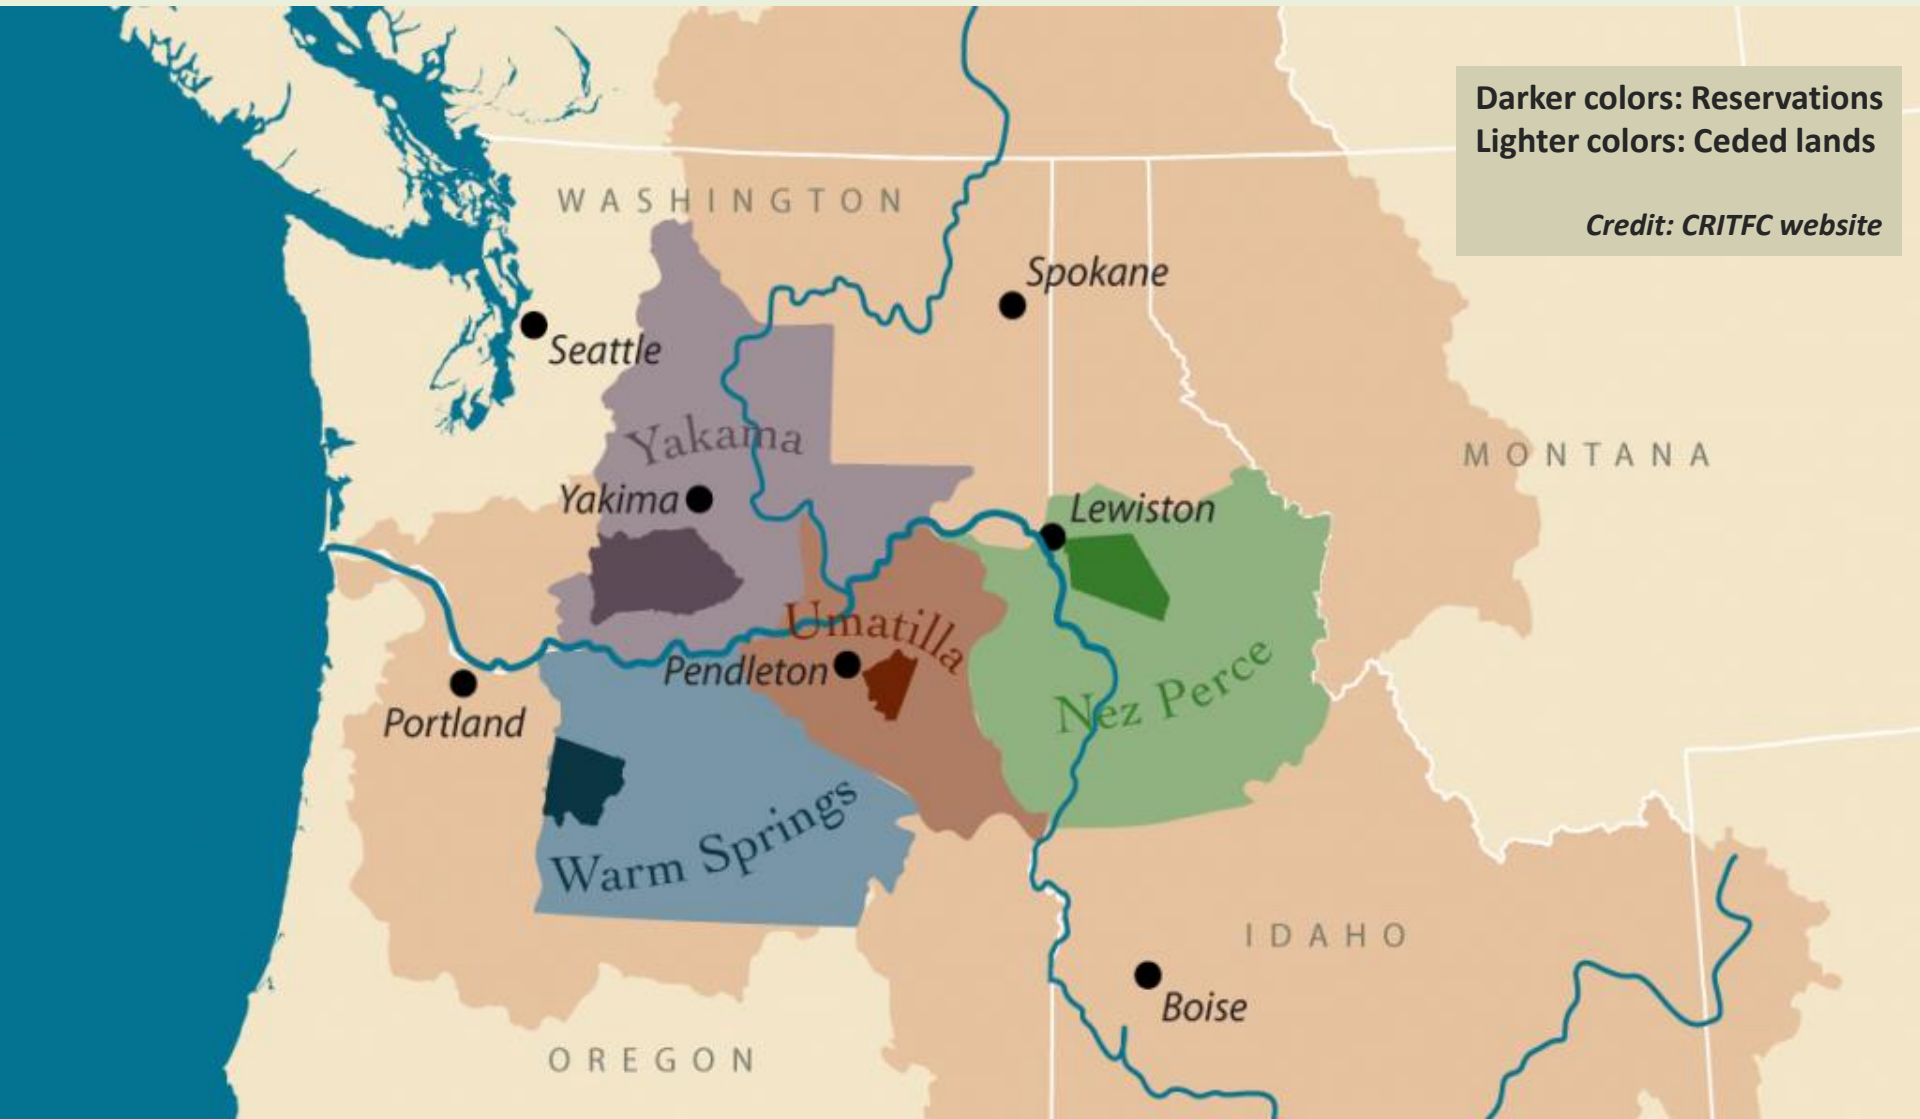 Darker colors: Reservations
Lighter colors: Ceded lands
Credit: CRITFC website
WASHINGTON
Spokane
Seattle
Yakama
MONTANA
Yakima
Lewiston
Umatilla
Pendleton
Nez Perce
Portland
Warm Springs
IDAHO
Boise
OREGON